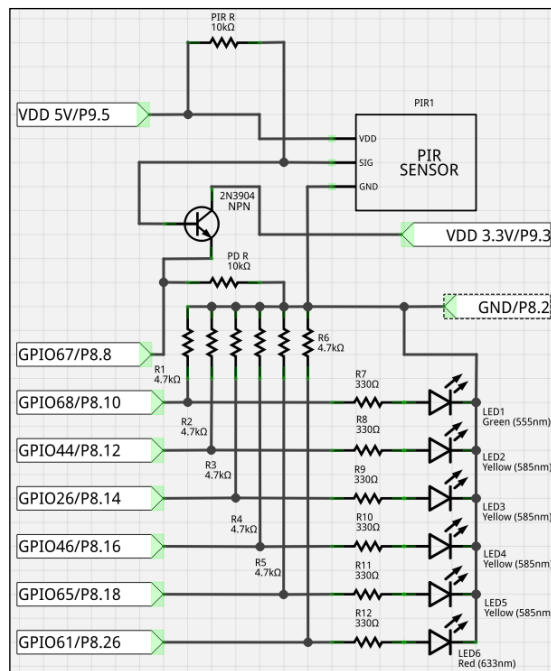 PIR R
10kΩ
VDD 5V/P9.5
PIR1
VDD
SIG
GND
PIR
SENSOR
2N3904
NPN
VDD 3.3V/P9.3
PD R
10kΩ
GND/P8.2
R6
4.7kΩ
GPIO67/P8.8
R1
4.7kΩ
R7
330Ω
GPIO68/P8.10
LED1
Green (555nm)
R2
4.7kΩ
R8
330Ω
GPIO44/P8.12
LED2
Yellow (585nm)
R3
4.7kΩ
R9
330Ω
GPIO26/P8.14
LED3
Yellow (585nm)
R4
4.7kΩ
R10
330Ω
GPIO46/P8.16
LED4
Yellow (585nm)
R5
4.7kΩ
R11
330Ω
GPIO65/P8.18
LED5
Yellow (585nm)
R12
330Ω
GPIO61/P8.26
LED6
Red (633nm)